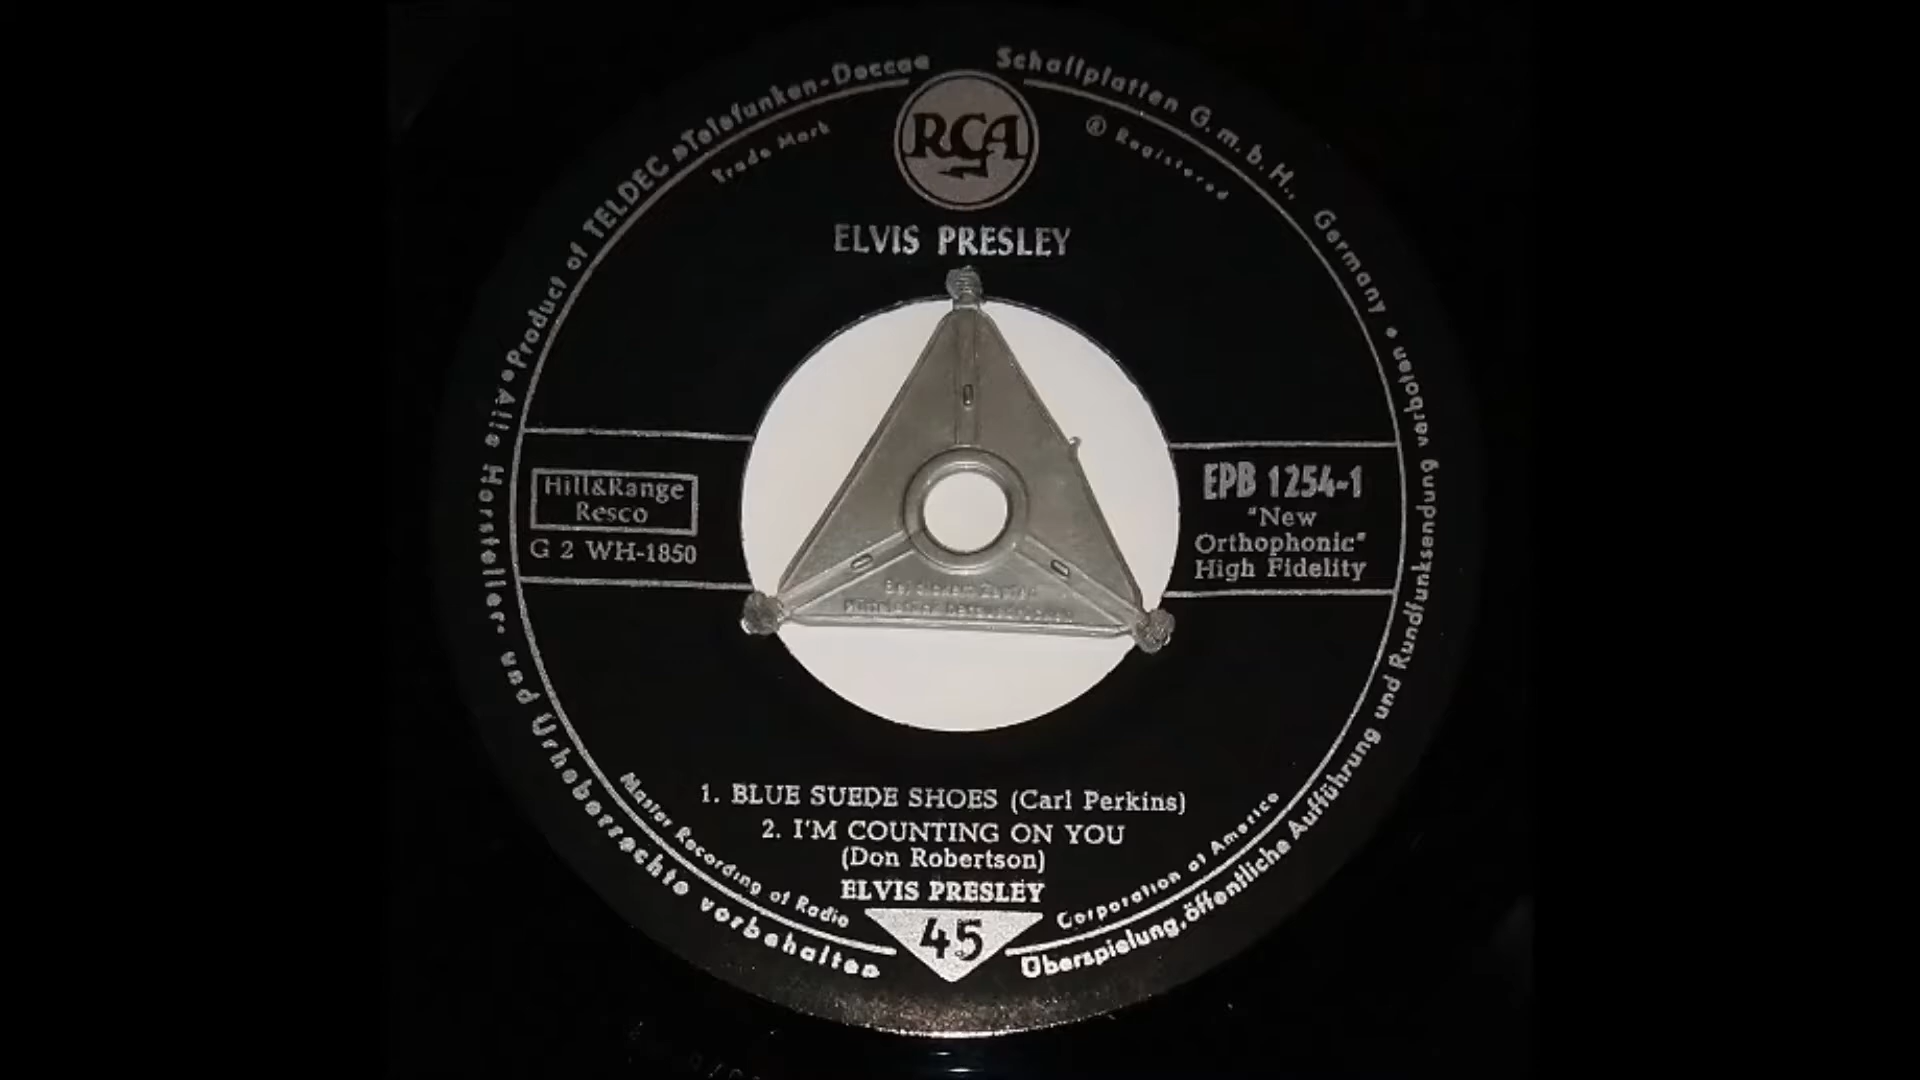 Product of TELDEC »Telefunken-Decca« Schallplatten G.m.b.H., Germany •
Trade Mark
RCA
® Registered
ELVIS PRESLEY
Hill&Range
Resco
G 2 WH-1850
EPB 1254-1
"New
Orthophonic"
High Fidelity
1. BLUE SUEDE SHOES (Carl Perkins)
2. I'M COUNTING ON YOU
(Don Robertson)
ELVIS PRESLEY
45
Master Recording of Radio Corporation of America
Alle Hersteller- und Urheberrechte vorbehalten
Überspielung, öffentliche Aufführung und Rundfunksendung verboten